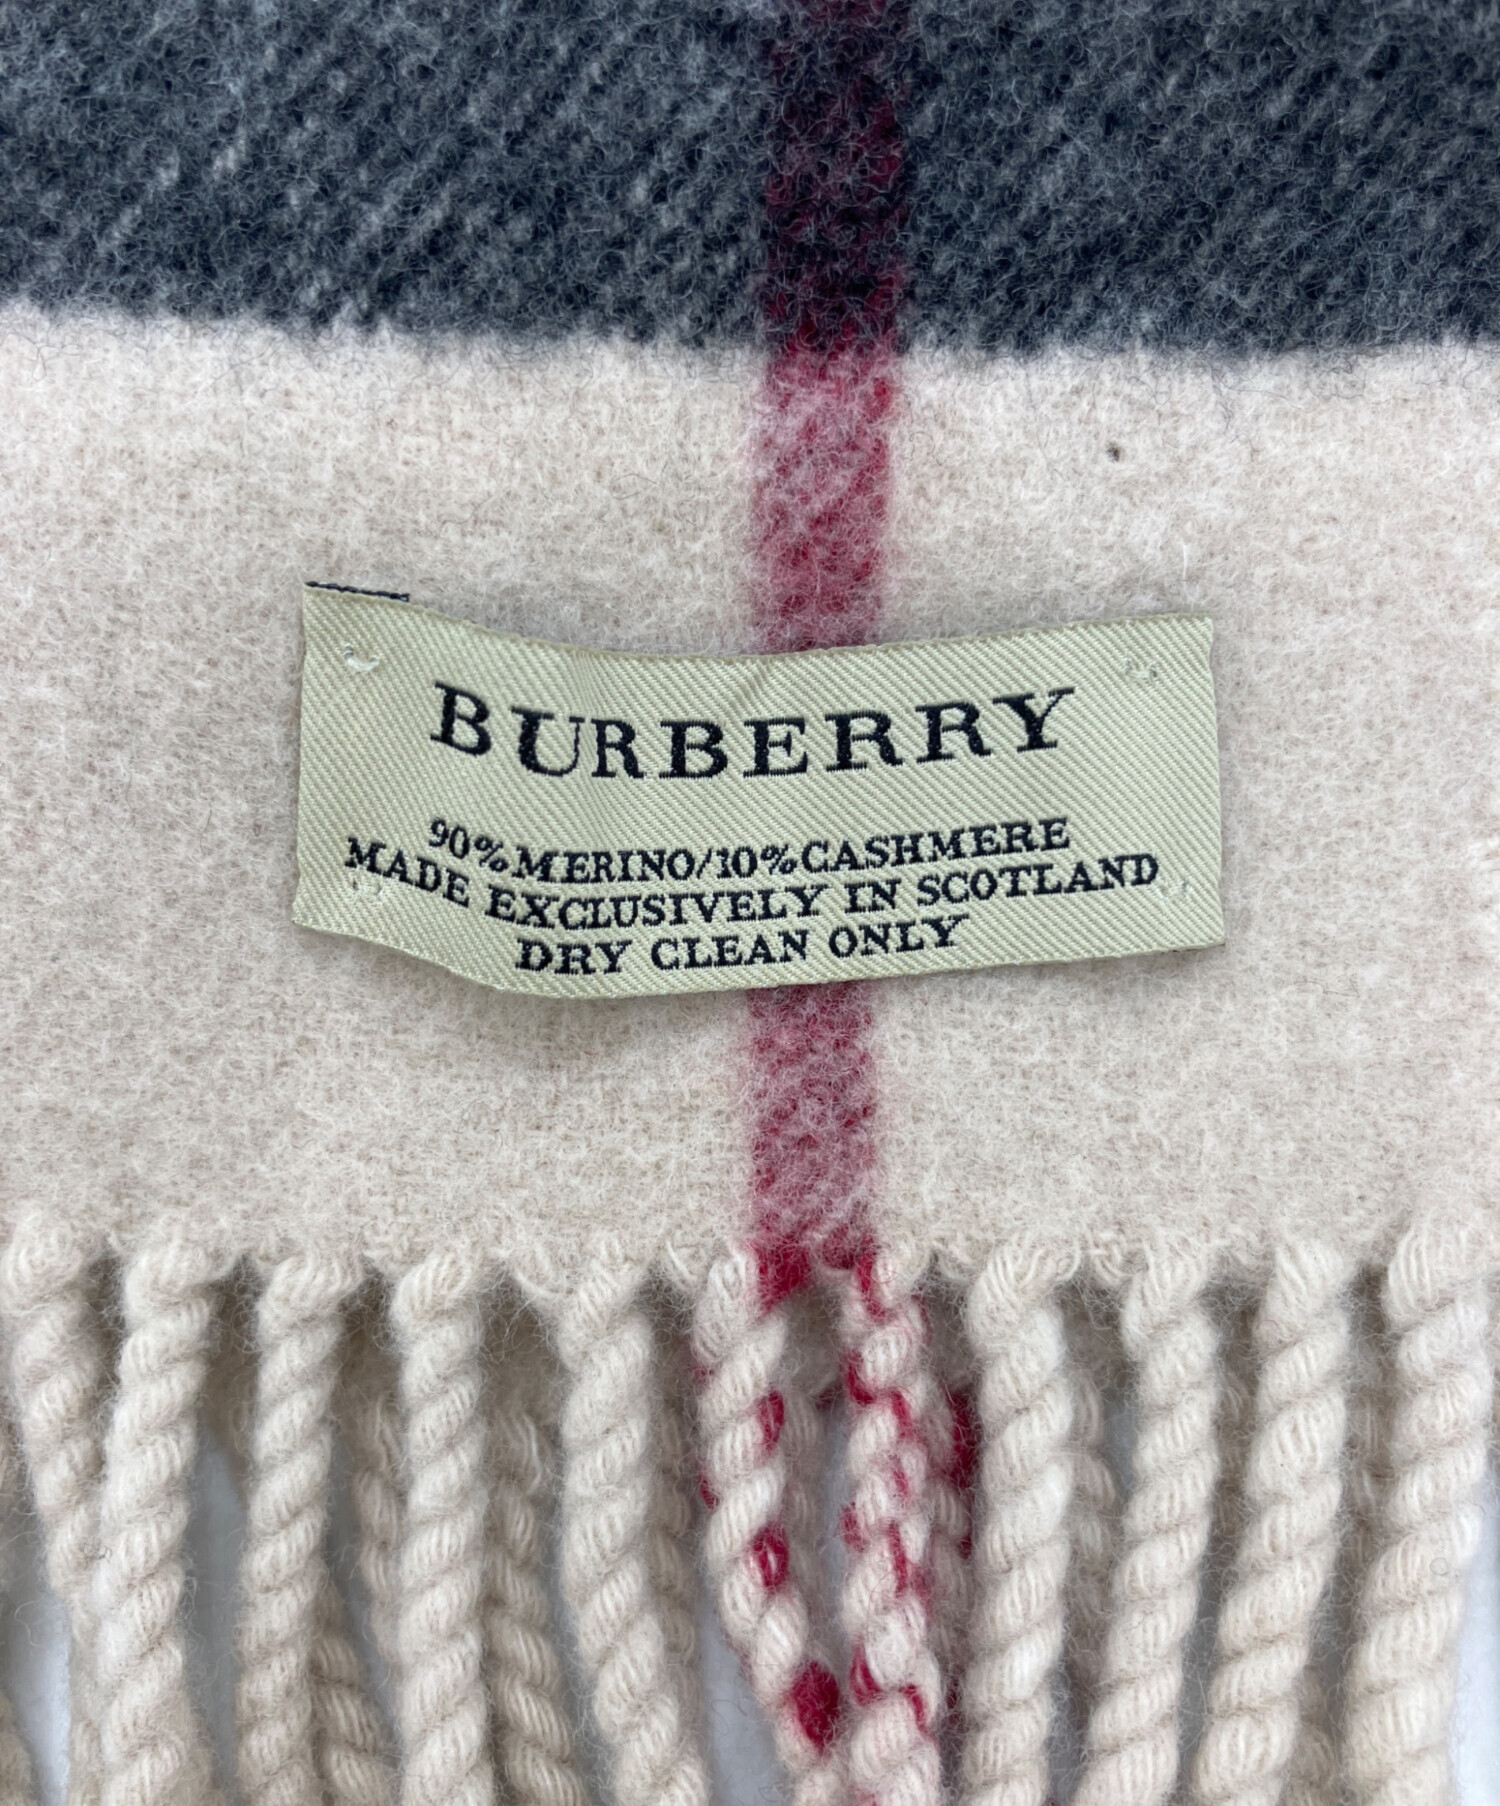 BURBERRY
90%MERINO/10%CASHMERE
MADE EXCLUSIVELY IN SCOTLAND
DRY CLEAN ONLY